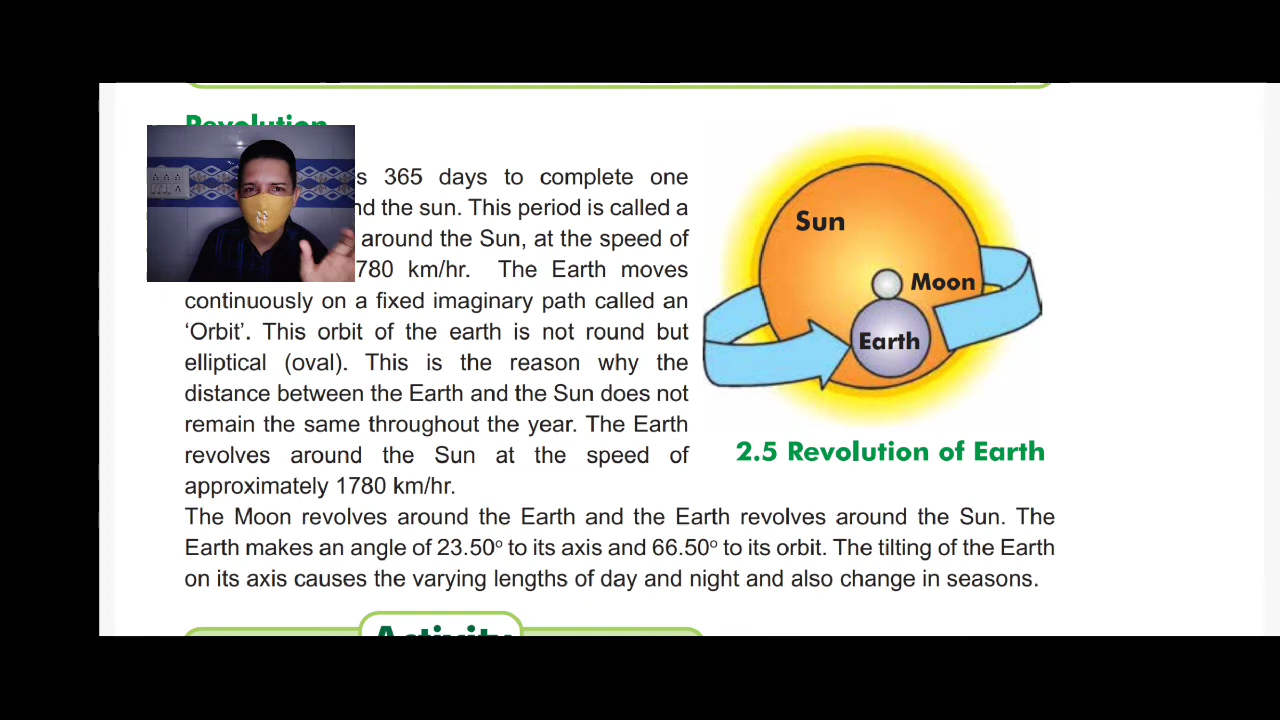 Revolution
s 365 days to complete one
nd the sun. This period is called a
around the Sun, at the speed of
780 km/hr. The Earth moves
continuously on a fixed imaginary path called an
‘Orbit’. This orbit of the earth is not round but
elliptical (oval). This is the reason why the
distance between the Earth and the Sun does not
remain the same throughout the year. The Earth
revolves around the Sun at the speed of
approximately 1780 km/hr.
The Moon revolves around the Earth and the Earth revolves around the Sun. The
Earth makes an angle of 23.50º to its axis and 66.50º to its orbit. The tilting of the Earth
on its axis causes the varying lengths of day and night and also change in seasons.
Sun
Moon
Earth
2.5 Revolution of Earth
Activity